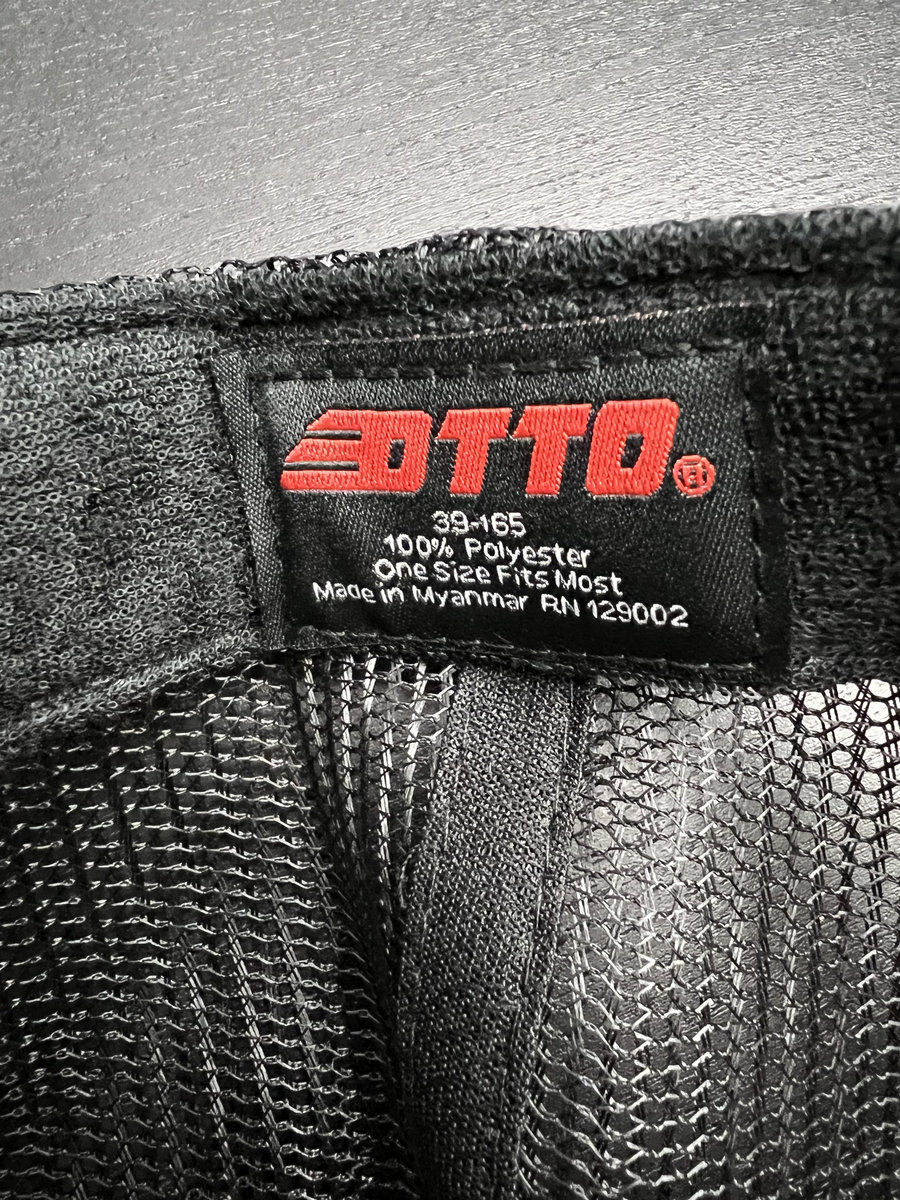 OTTO®
39-165
100% Polyester
One Size Fits Most
Made in Myanmar RN 129002